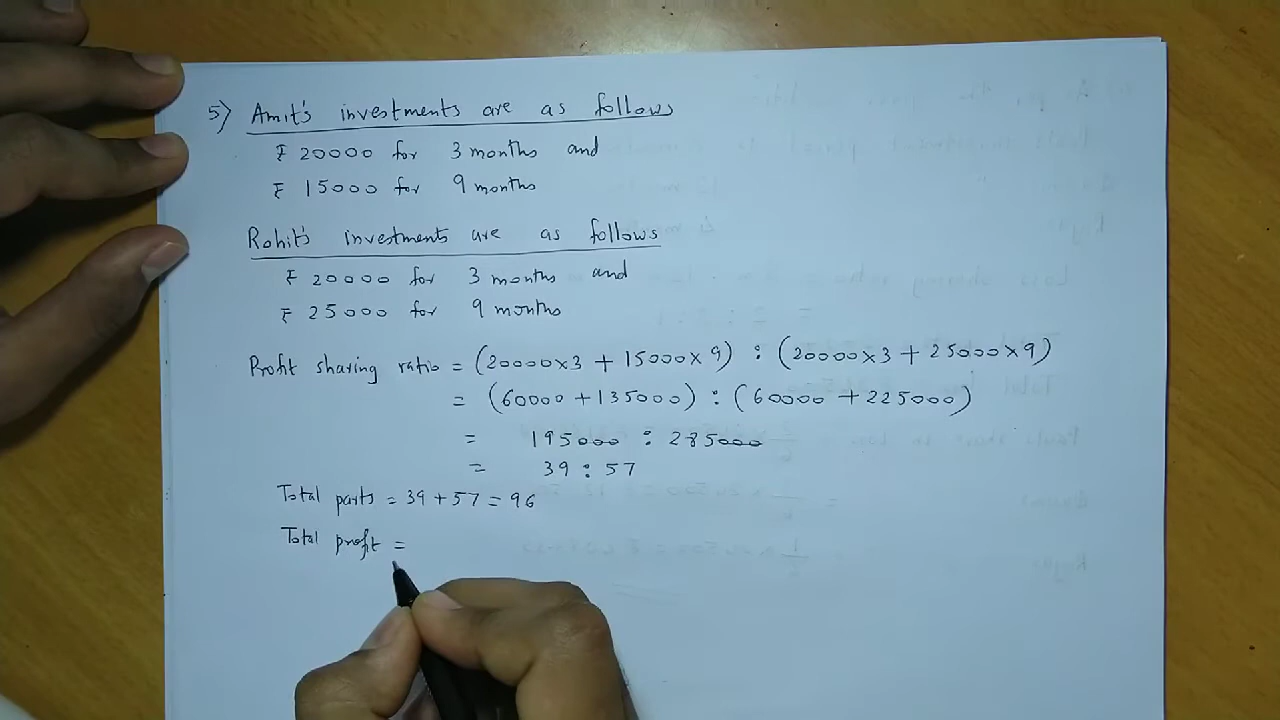 5) Amit's investments are as follows
₹ 20000 for 3 months and
₹ 15000 for 9 months
Rohit's investments are as follows
₹ 20000 for 3 months and
₹ 25000 for 9 months
Profit sharing ratio = (20000×3 + 15000×9) : (20000×3 + 25000×9)
= (60000 + 135000) : (60000 + 225000)
= 195000 : 285000
= 39 : 57
Total parts = 39 + 57 = 96
Total profit =